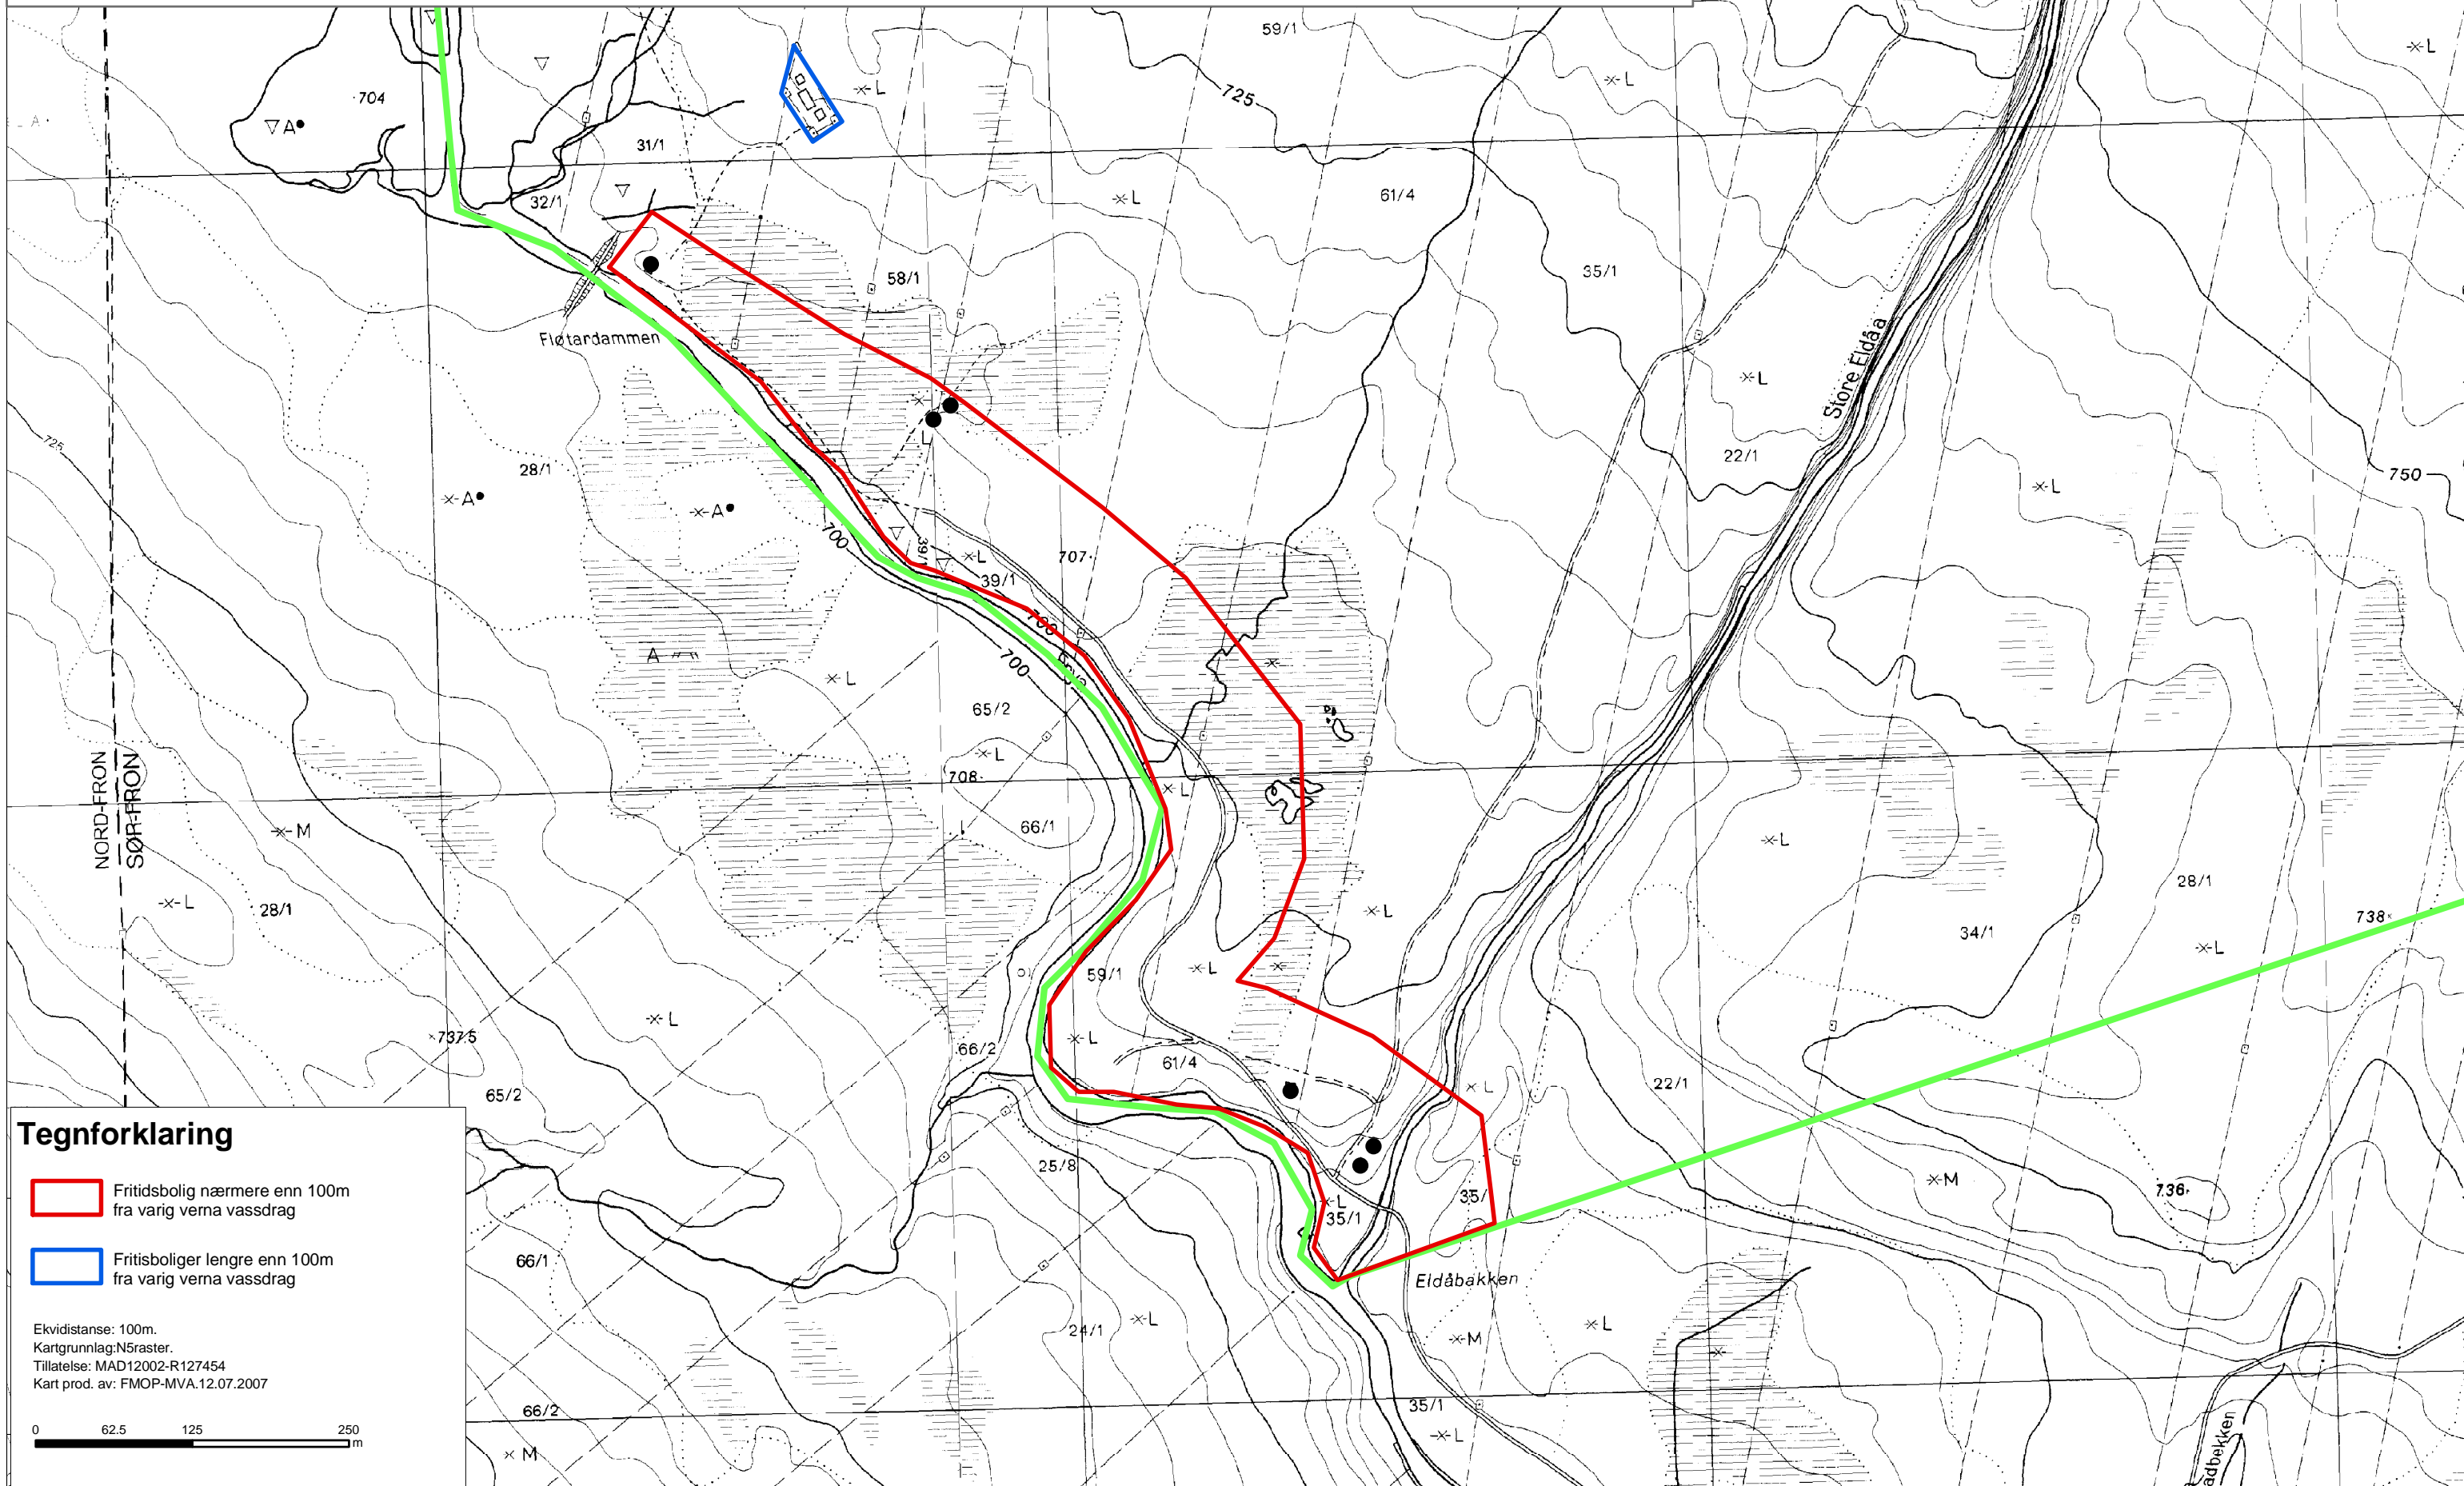 59/1
L
L
L
704
A
725
A
31/1
L
61/4
32/1
58/1
35/1
Fløtardammen
Store Eldåa
L
725
L
28/1
22/1
750
A
A
L
700
39/1
L
707
39/1
700
700
A
L
65/2
L
708
L
NORD-FRON
SØR-FRON
M
66/1
L
28/1
L
28/1
L
738
34/1
L
L
59/1
L
L
737.5
66/2
61/4
L
L
22/1
65/2
25/8
M
736
35/
L
35/1
66/1
Eldåbakken
24/1
L
L
M
35/1
66/2
L
M
Tegnforklaring
Fritidsbolig nærmere enn 100m
fra varig verna vassdrag
Fritisboliger lengre enn 100m
fra varig verna vassdrag
Ekvidistanse: 100m.
Kartgrunnlag:N5raster.
Tillatelse: MAD12002-R127454
Kart prod. av: FMOP-MVA.12.07.2007
0 62.5 125 250
m